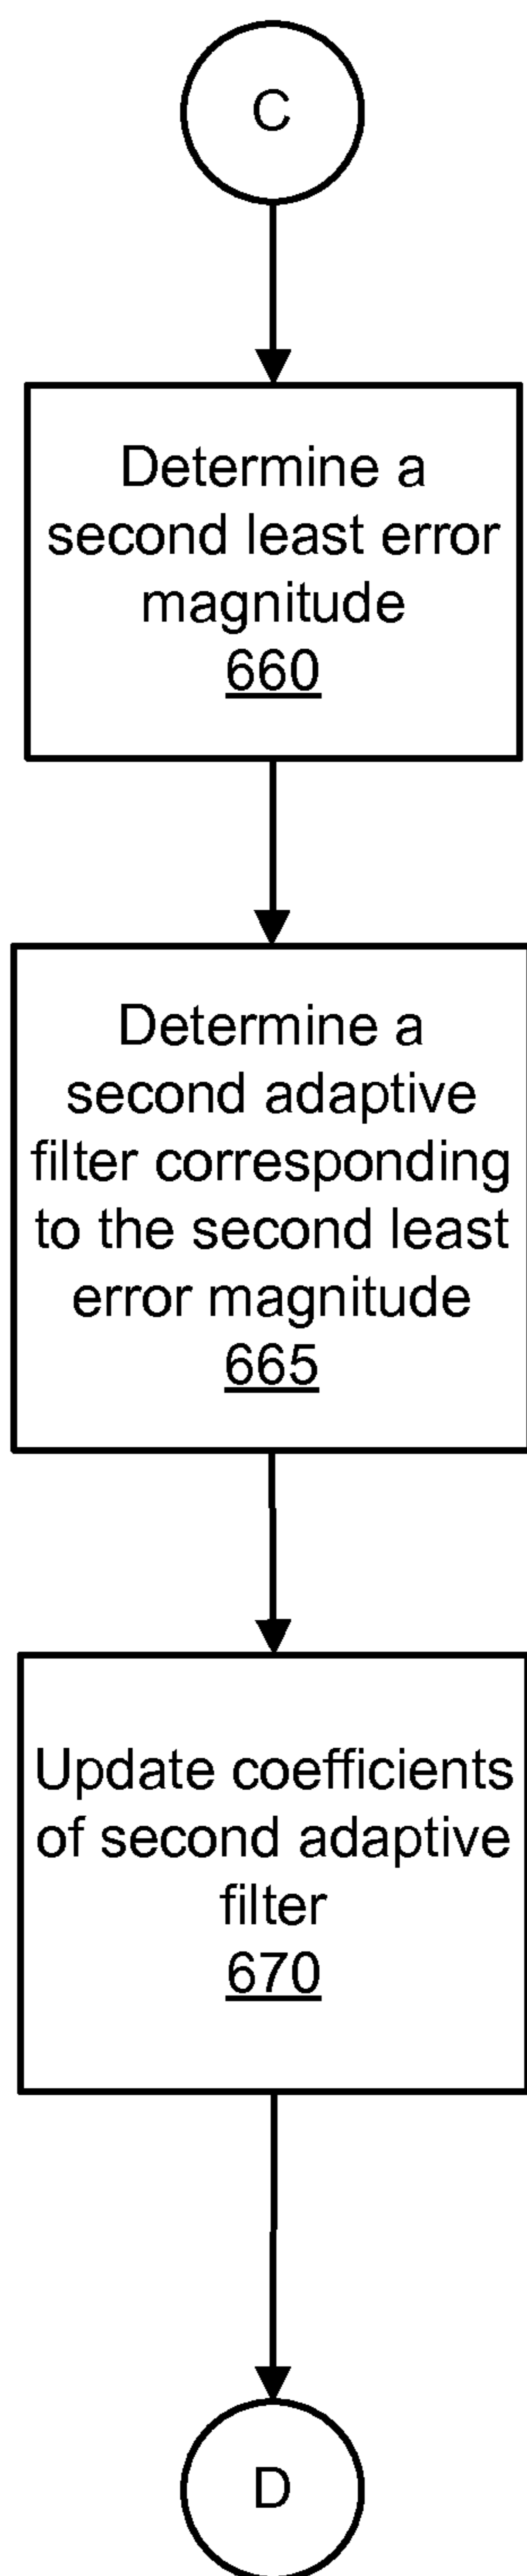 C
Determine a
second least error
magnitude
660
Determine a
second adaptive
filter corresponding
to the second least
error magnitude
665
Update coefficients
of second adaptive
filter
670
D